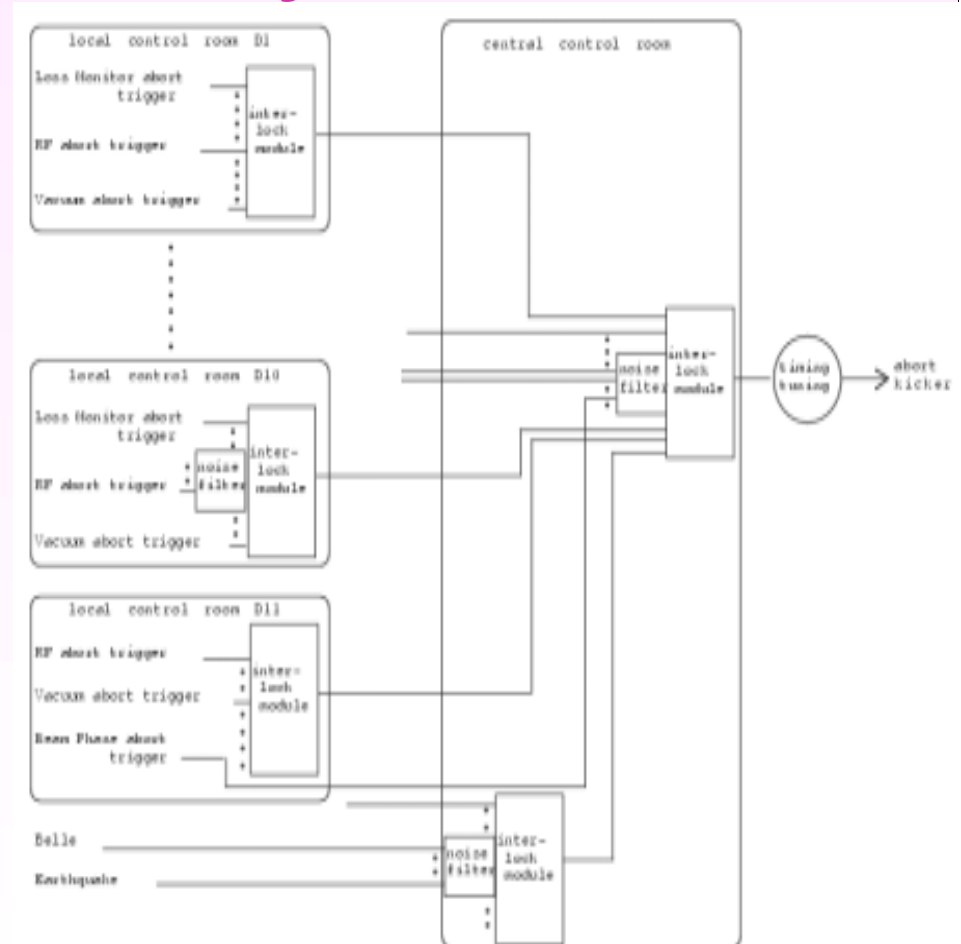 local control room D1
Loss Monitor abort
trigger
RF abort trigger
Vacuum abort trigger
inter-
lock
module
central control room
local control room D10
Loss Monitor abort
trigger
RF abort trigger
Vacuum abort trigger
noise
filter
inter-
lock
module
noise
filter
inter-
lock
module
timing
tuning
abort
kicker
local control room D11
RF abort trigger
Vacuum abort trigger
Beam Phase abort
trigger
inter-
lock
module
Belle
Earthquake
noise
filter
inter-
lock
module